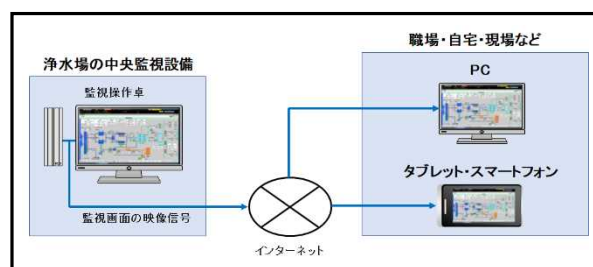 浄水場の中央監視設備
監視操作卓
監視画面の映像信号
インターネット
職場・自宅・現場など
PC
タブレット・スマートフォン